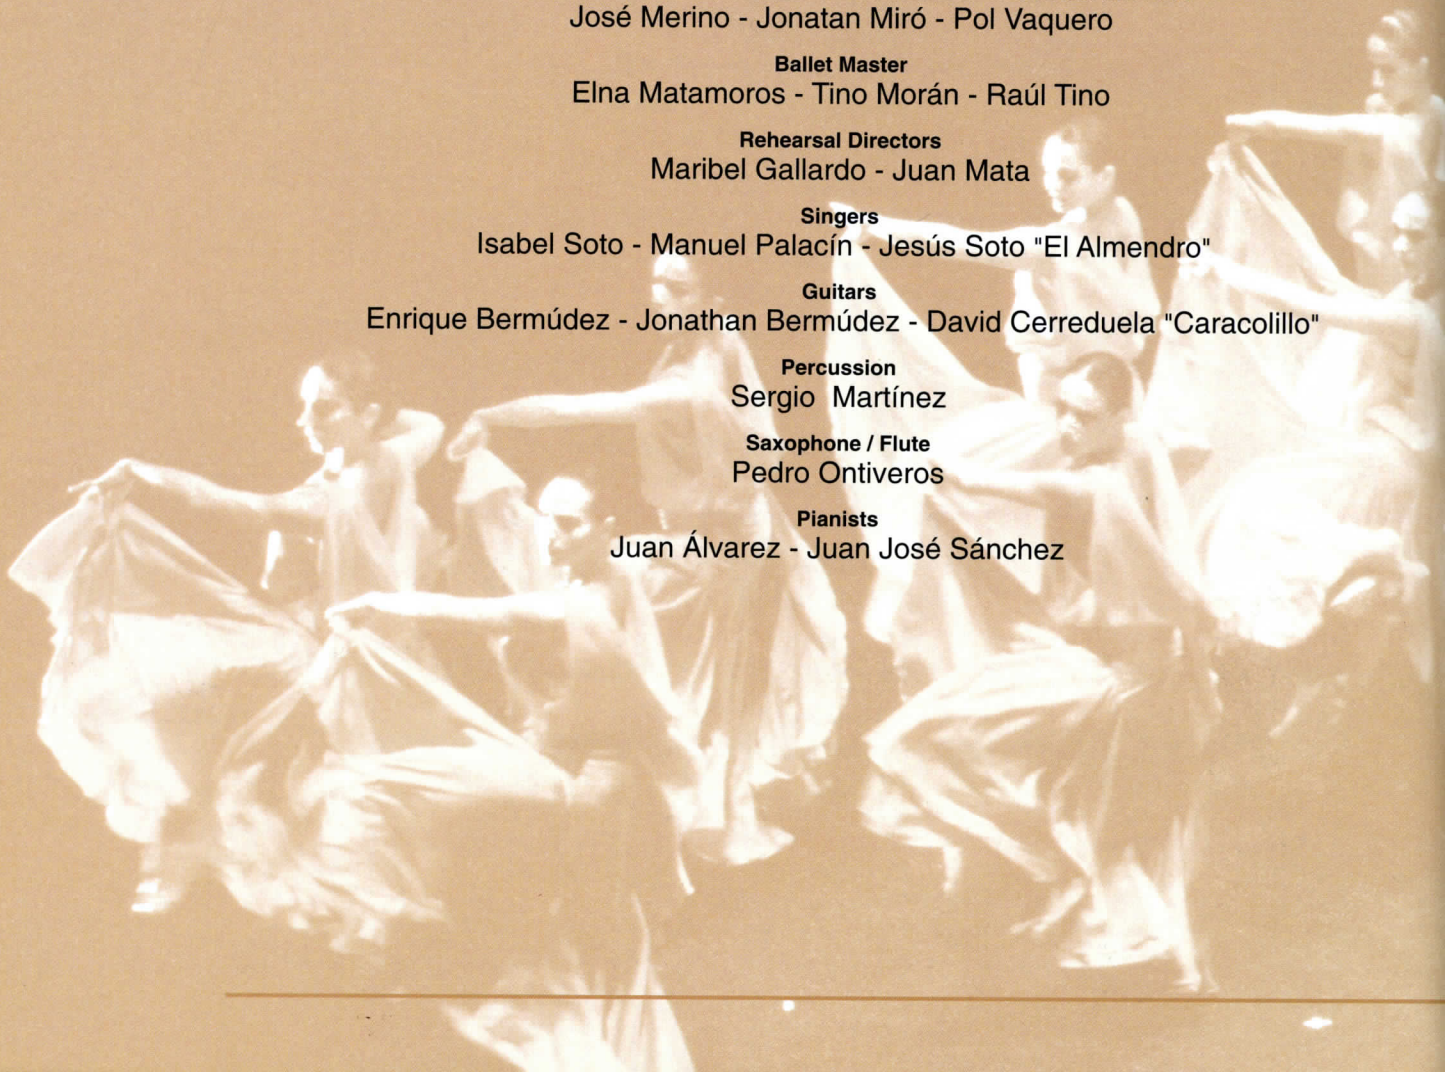 José Merino - Jonatan Miró - Pol Vaquero
Ballet Master
Elna Matamoros - Tino Morán - Raúl Tino
Rehearsal Directors
Maribel Gallardo - Juan Mata
Singers
Isabel Soto - Manuel Palacín - Jesús Soto "El Almendro"
Guitars
Enrique Bermúdez - Jonathan Bermúdez - David Cerreduela "Caracolillo"
Percussion
Sergio Martínez
Saxophone / Flute
Pedro Ontiveros
Pianists
Juan Álvarez - Juan José Sánchez